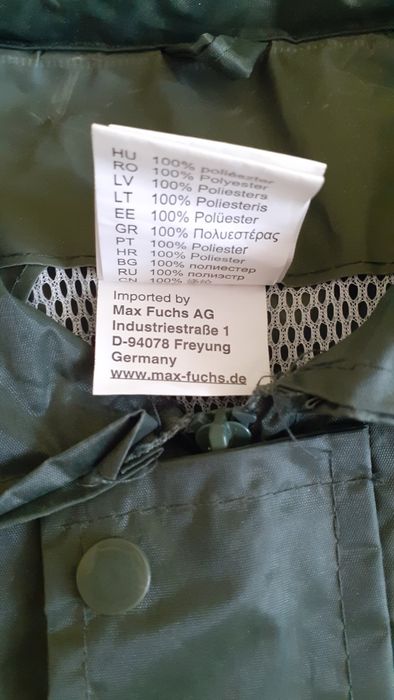 HU 100% poliészter
RO 100% Polyester
LV 100% Poliesters
LT 100% Poliesteris
EE 100% Polüester
GR 100% Πολυεστέρας
PT 100% Poliester
HR 100% Poliester
BG 100% полиестер
RU 100% полиэстр
CN 100%
Imported by
Max Fuchs AG
Industriestraße 1
D-94078 Freyung
Germany
www.max-fuchs.de